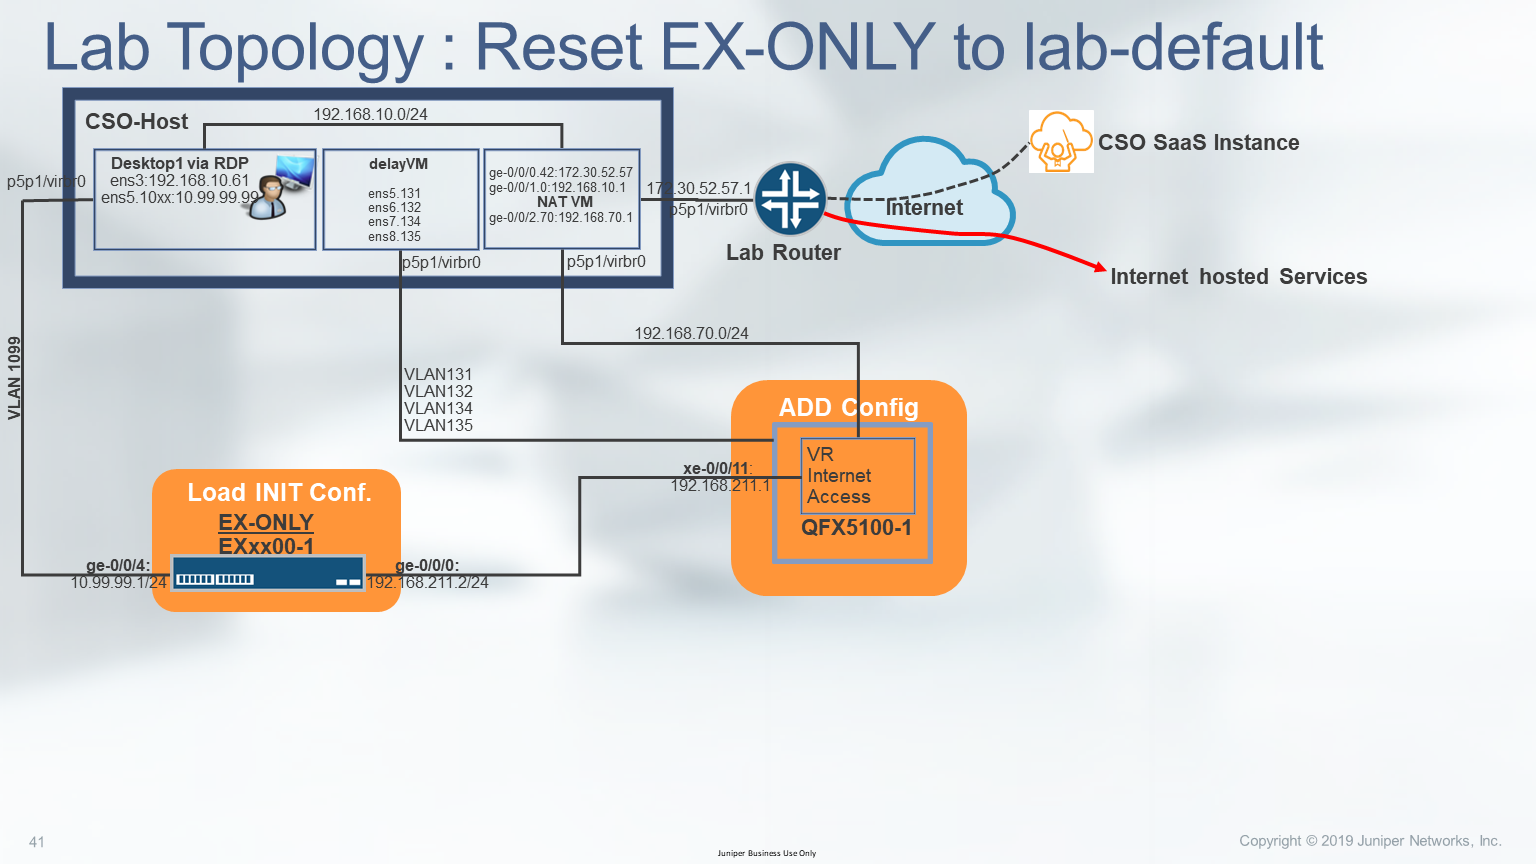 Lab Topology : Reset EX-ONLY to lab-default
CSO-Host
192.168.10.0/24
Desktop1 via RDP
ens3:192.168.10.61
ens5.10xx:10.99.99.99
p5p1/virbr0
delayVM
ens5.131
ens6.132
ens7.134
ens8.135
ge-0/0/0.42:172.30.52.57
ge-0/0/1.0:192.168.10.1
NAT VM
ge-0/0/2.70:192.168.70.1
172.30.52.57.1
p5p1/virbr0
p5p1/virbr0
p5p1/virbr0
Lab Router
Internet
CSO SaaS Instance
Internet hosted Services
192.168.70.0/24
VLAN 1099
VLAN131
VLAN132
VLAN134
VLAN135
ADD Config
VR
Internet
Access
QFX5100-1
xe-0/0/11:
192.168.211.1
Load INIT Conf.
EX-ONLY
EXxx00-1
ge-0/0/4:
10.99.99.1/24
ge-0/0/0:
192.168.211.2/24
41
Juniper Business Use Only
Copyright © 2019 Juniper Networks, Inc.